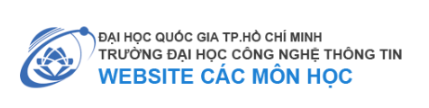 ĐẠI HỌC QUỐC GIA TP.HỒ CHÍ MINH
TRƯỜNG ĐẠI HỌC CÔNG NGHỆ THÔNG TIN
WEBSITE CÁC MÔN HỌC